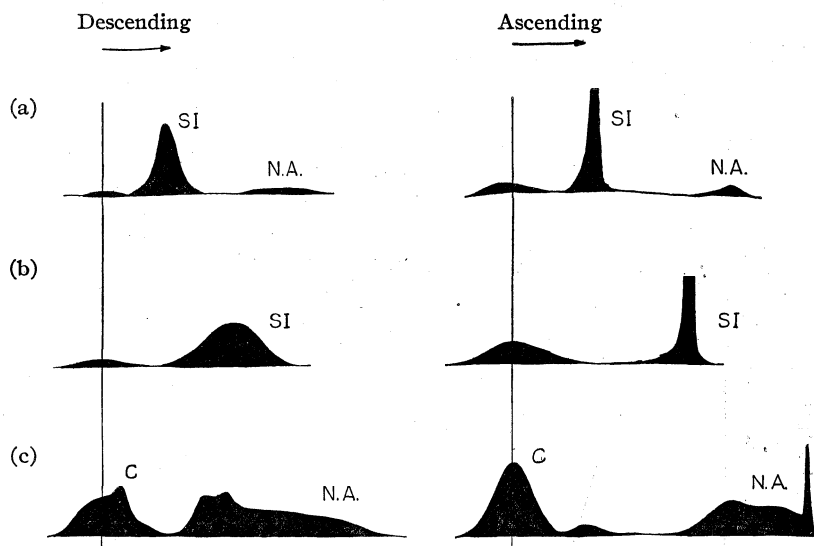 Descending Ascending
(a) SI N.A. SI N.A.
(b) SI SI
(c) C N.A. C N.A.